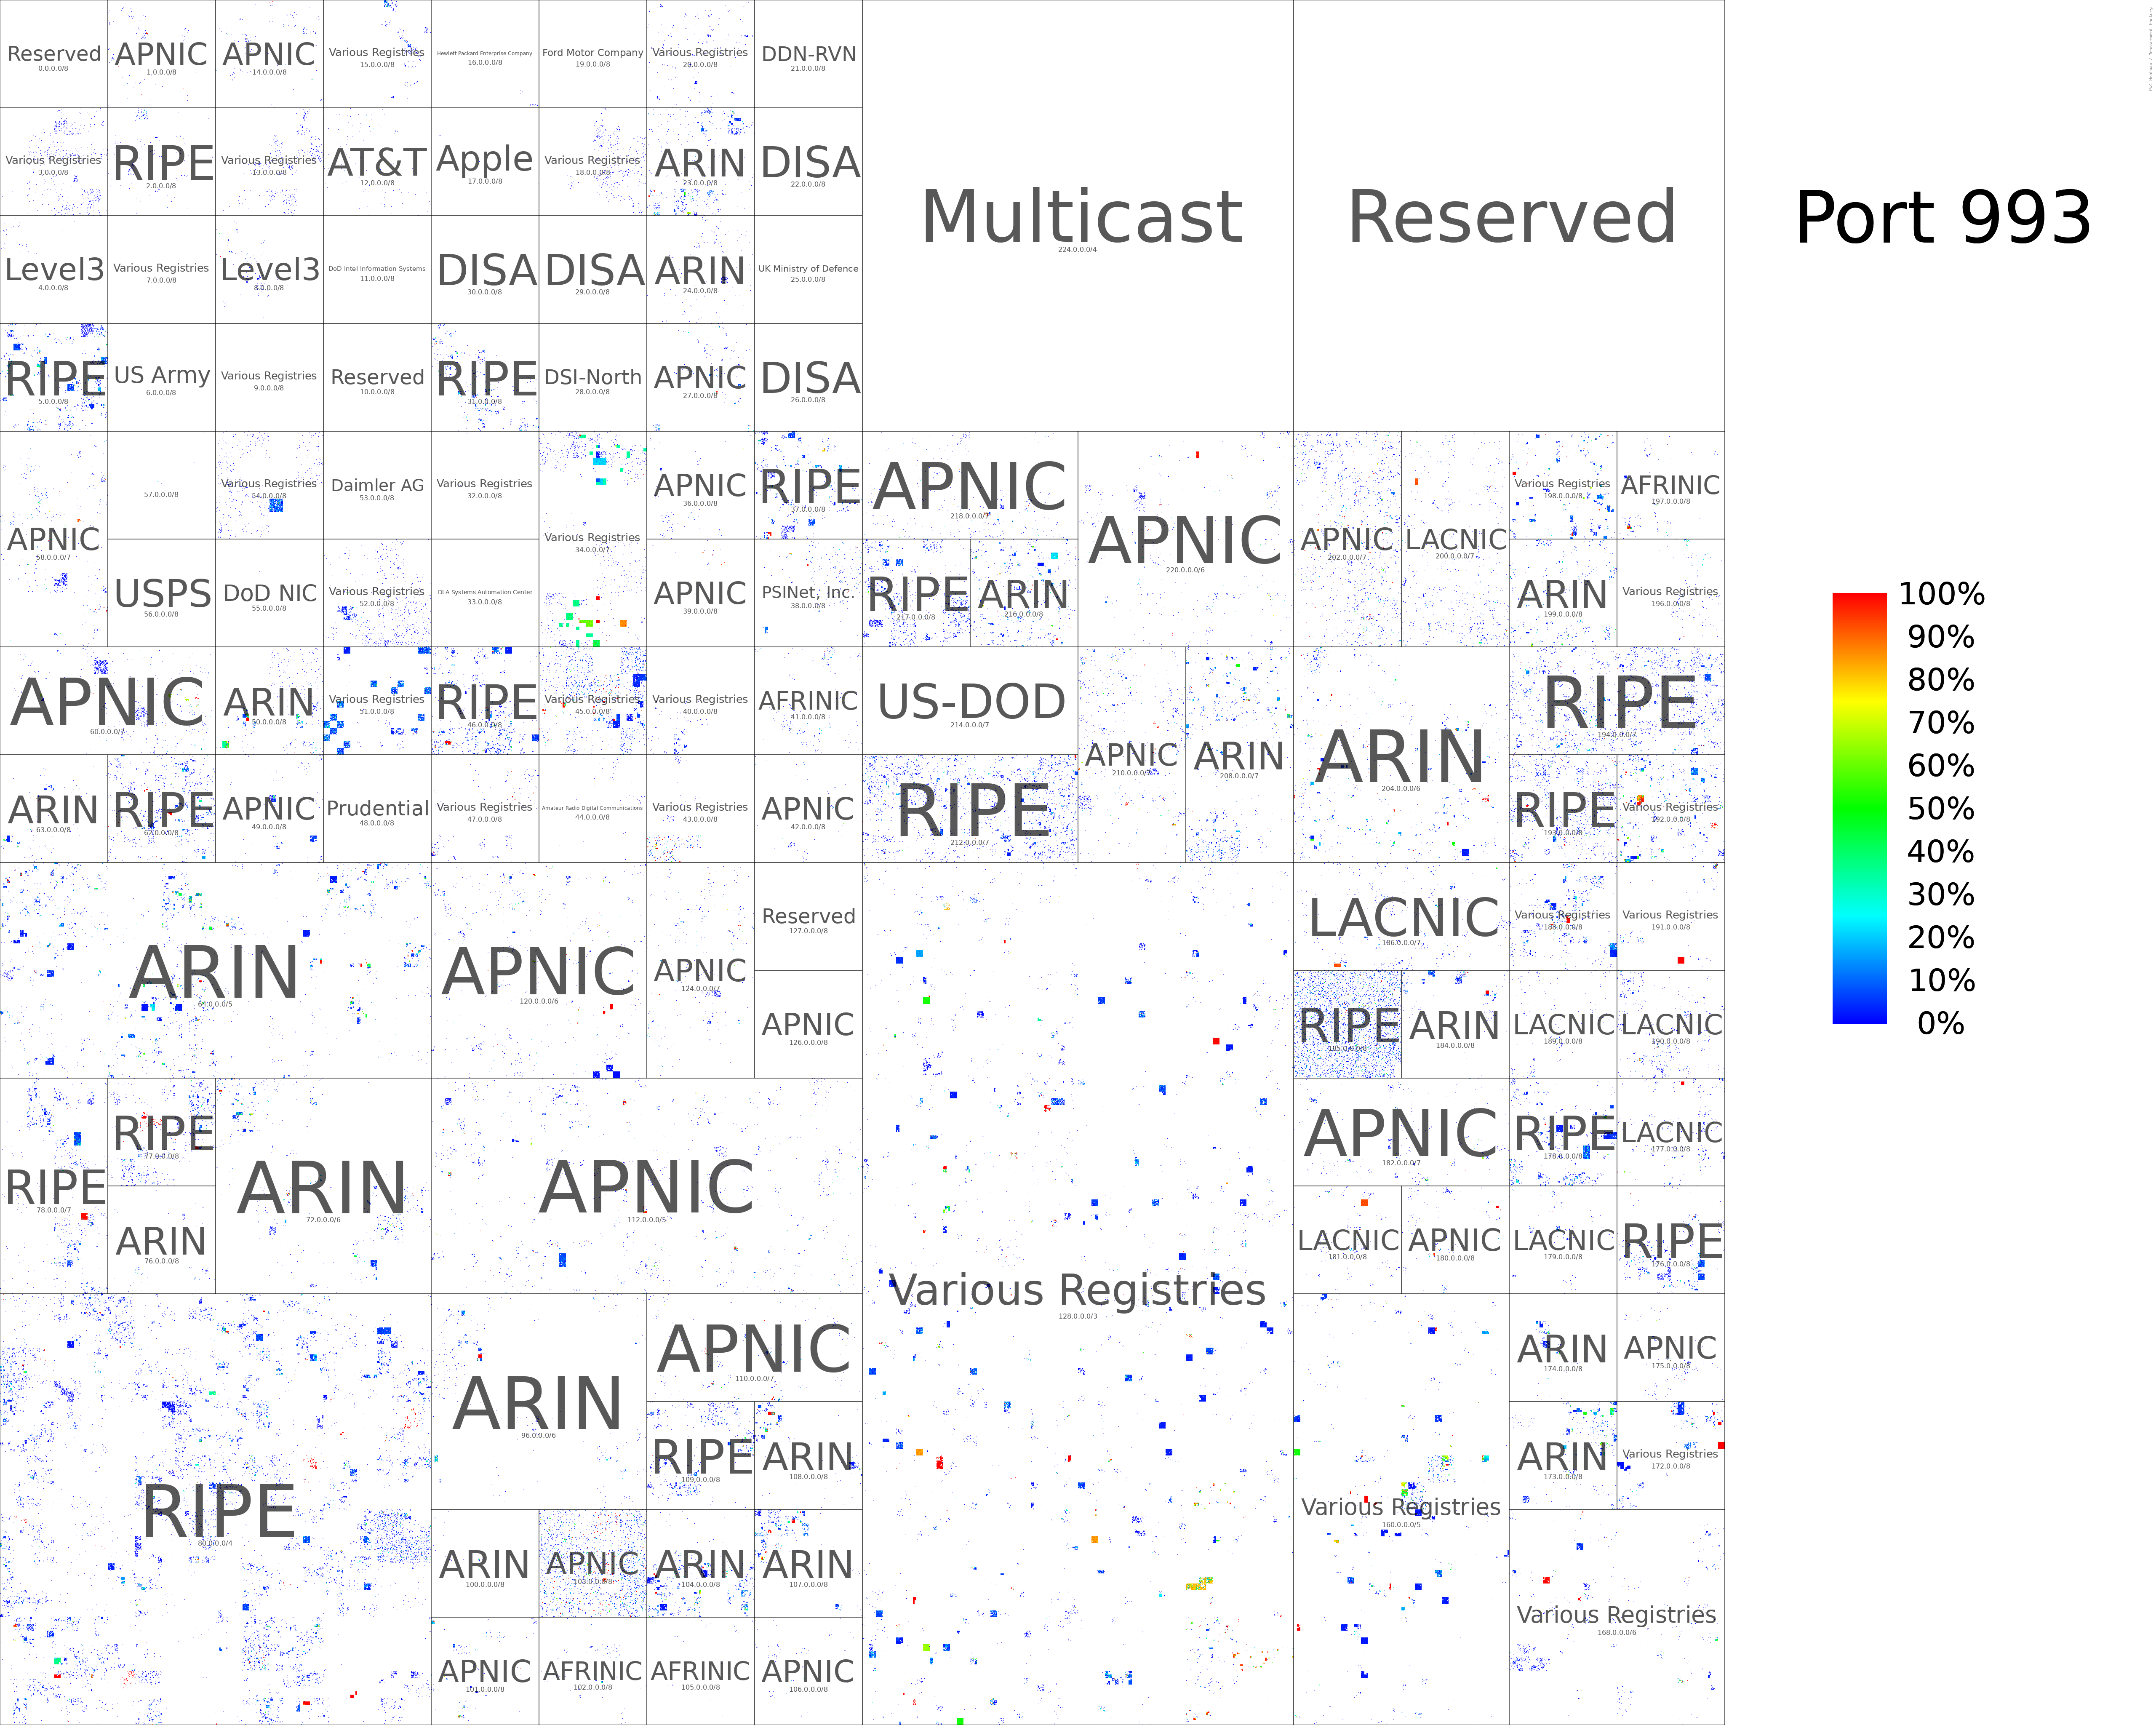 Reserved
0.0.0.0/8
APNIC
1.0.0.0/8
APNIC
14.0.0.0/8
Various Registries
15.0.0.0/8
Hewlett Packard Enterprise Company
16.0.0.0/8
Ford Motor Company
19.0.0.0/8
Various Registries
20.0.0.0/8
DDN-RVN
21.0.0.0/8
Various Registries
3.0.0.0/8
RIPE
2.0.0.0/8
Various Registries
13.0.0.0/8
AT&T
12.0.0.0/8
Apple
17.0.0.0/8
Various Registries
18.0.0.0/8
ARIN
23.0.0.0/8
DISA
22.0.0.0/8
Multicast
224.0.0.0/4
Reserved
Port 993
Level3
4.0.0.0/8
Various Registries
7.0.0.0/8
Level3
8.0.0.0/8
DoD Intel Information Systems
11.0.0.0/8
DISA
30.0.0.0/8
DISA
29.0.0.0/8
ARIN
24.0.0.0/8
UK Ministry of Defence
25.0.0.0/8
RIPE
5.0.0.0/8
US Army
6.0.0.0/8
Various Registries
9.0.0.0/8
Reserved
10.0.0.0/8
RIPE
31.0.0.0/8
DSI-North
28.0.0.0/8
APNIC
27.0.0.0/8
DISA
26.0.0.0/8
APNIC
58.0.0.0/7
57.0.0.0/8
Various Registries
54.0.0.0/8
Daimler AG
53.0.0.0/8
Various Registries
32.0.0.0/8
Various Registries
34.0.0.0/7
APNIC
36.0.0.0/8
RIPE
37.0.0.0/8
APNIC
218.0.0.0/7
APNIC
220.0.0.0/6
APNIC
202.0.0.0/7
LACNIC
200.0.0.0/7
Various Registries
198.0.0.0/8
AFRINIC
197.0.0.0/8
USPS
56.0.0.0/8
DoD NIC
55.0.0.0/8
Various Registries
52.0.0.0/8
DLA Systems Automation Center
33.0.0.0/8
APNIC
39.0.0.0/8
PSINet, Inc.
38.0.0.0/8
RIPE
217.0.0.0/8
ARIN
216.0.0.0/8
ARIN
199.0.0.0/8
Various Registries
196.0.0.0/8
APNIC
60.0.0.0/7
ARIN
50.0.0.0/8
Various Registries
51.0.0.0/8
RIPE
46.0.0.0/8
Various Registries
45.0.0.0/8
Various Registries
40.0.0.0/8
AFRINIC
41.0.0.0/8
US-DOD
214.0.0.0/7
APNIC
210.0.0.0/7
ARIN
208.0.0.0/7
ARIN
204.0.0.0/6
RIPE
194.0.0.0/7
ARIN
63.0.0.0/8
RIPE
62.0.0.0/8
APNIC
49.0.0.0/8
Prudential
48.0.0.0/8
Various Registries
47.0.0.0/8
Amateur Radio Digital Communications
44.0.0.0/8
Various Registries
43.0.0.0/8
APNIC
42.0.0.0/8
RIPE
212.0.0.0/7
RIPE
193.0.0.0/8
Various Registries
192.0.0.0/8
100%
90%
80%
70%
60%
50%
40%
30%
20%
10%
0%
ARIN
64.0.0.0/5
APNIC
120.0.0.0/6
APNIC
124.0.0.0/7
Reserved
127.0.0.0/8
APNIC
126.0.0.0/8
Various Registries
128.0.0.0/3
LACNIC
186.0.0.0/7
Various Registries
188.0.0.0/8
Various Registries
191.0.0.0/8
RIPE
185.0.0.0/8
ARIN
184.0.0.0/8
LACNIC
189.0.0.0/8
LACNIC
190.0.0.0/8
RIPE
78.0.0.0/7
RIPE
77.0.0.0/8
ARIN
76.0.0.0/8
ARIN
72.0.0.0/6
APNIC
112.0.0.0/5
APNIC
182.0.0.0/7
RIPE
178.0.0.0/8
LACNIC
177.0.0.0/8
LACNIC
181.0.0.0/8
APNIC
180.0.0.0/8
LACNIC
179.0.0.0/8
RIPE
176.0.0.0/8
RIPE
80.0.0.0/4
ARIN
96.0.0.0/6
APNIC
110.0.0.0/7
RIPE
109.0.0.0/8
ARIN
108.0.0.0/8
Various Registries
160.0.0.0/5
ARIN
174.0.0.0/8
APNIC
175.0.0.0/8
ARIN
173.0.0.0/8
Various Registries
172.0.0.0/8
ARIN
100.0.0.0/8
APNIC
103.0.0.0/8
ARIN
104.0.0.0/8
ARIN
107.0.0.0/8
Various Registries
168.0.0.0/6
APNIC
101.0.0.0/8
AFRINIC
102.0.0.0/8
AFRINIC
105.0.0.0/8
APNIC
106.0.0.0/8